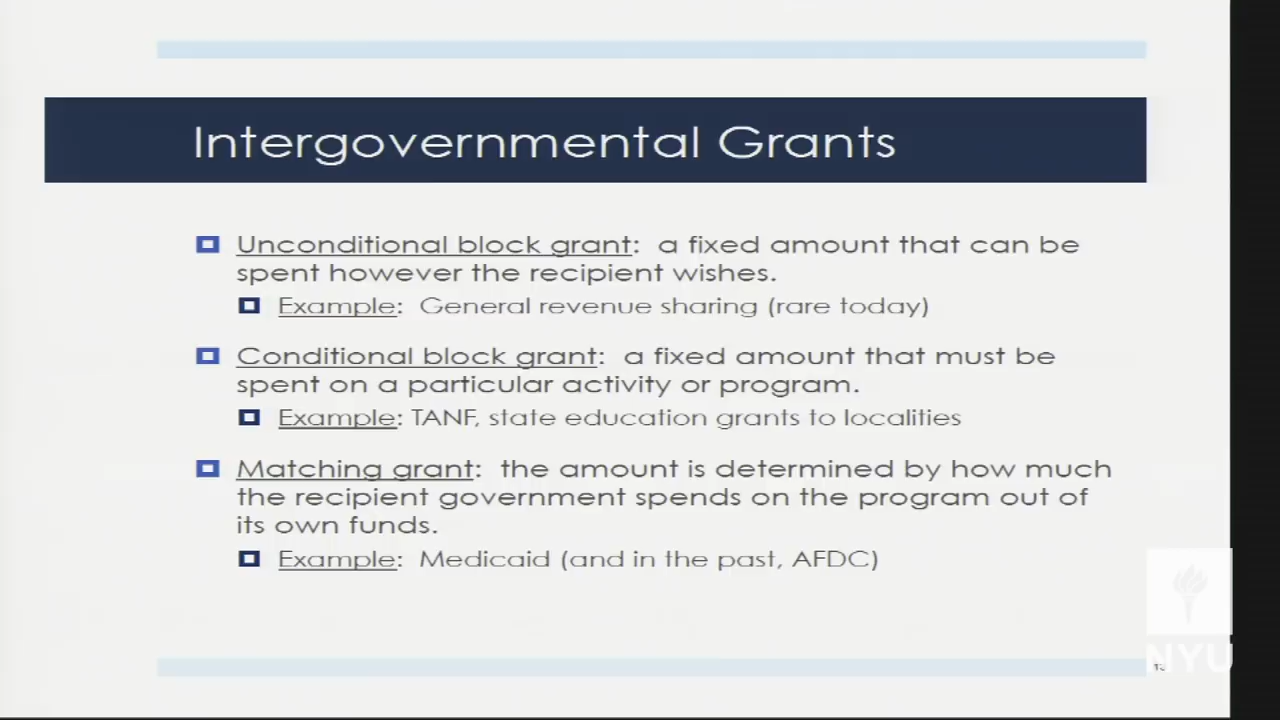 Intergovernmental Grants
Unconditional block grant: a fixed amount that can be
spent however the recipient wishes.
Example: General revenue sharing (rare today)
Conditional block grant: a fixed amount that must be
spent on a particular activity or program.
Example: TANF, state education grants to localities
Matching grant: the amount is determined by how much
the recipient government spends on the program out of
its own funds.
Example: Medicaid (and in the past, AFDC)
NYU